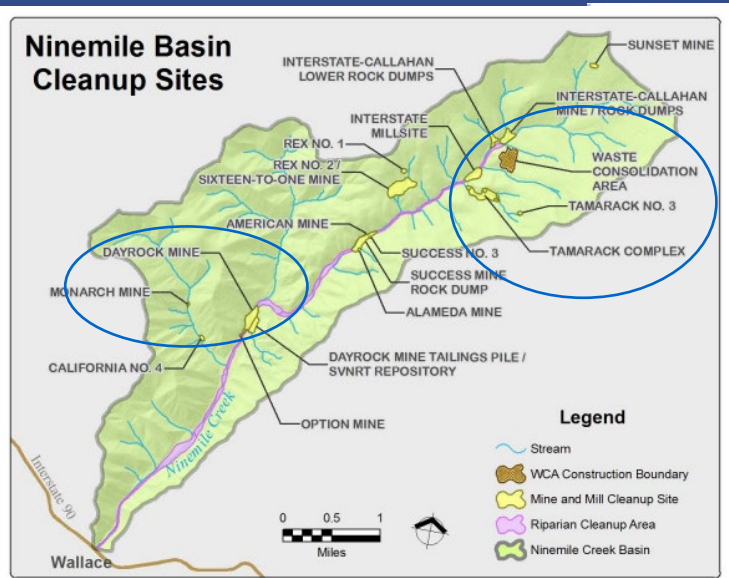 Ninemile Basin
Cleanup Sites
SUNSET MINE
INTERSTATE-CALLAHAN
LOWER ROCK DUMPS
INTERSTATE-CALLAHAN
MINE / ROCK DUMPS
INTERSTATE
MILLSITE
REX NO. 1
REX NO. 2 /
SIXTEEN-TO-ONE MINE
WASTE
CONSOLIDATION
AREA
TAMARACK NO. 3
AMERICAN MINE
DAYROCK MINE
TAMARACK COMPLEX
SUCCESS NO. 3
SUCCESS MINE
ROCK DUMP
MONARCH MINE
ALAMEDA MINE
CALIFORNIA NO. 4
DAYROCK MINE TAILINGS PILE /
SVNRT REPOSITORY
OPTION MINE
Ninemile Creek
Interstate 90
Wallace
0 0.5 1
Miles
Legend
Stream
WCA Construction Boundary
Mine and Mill Cleanup Site
Riparian Cleanup Area
Ninemile Creek Basin